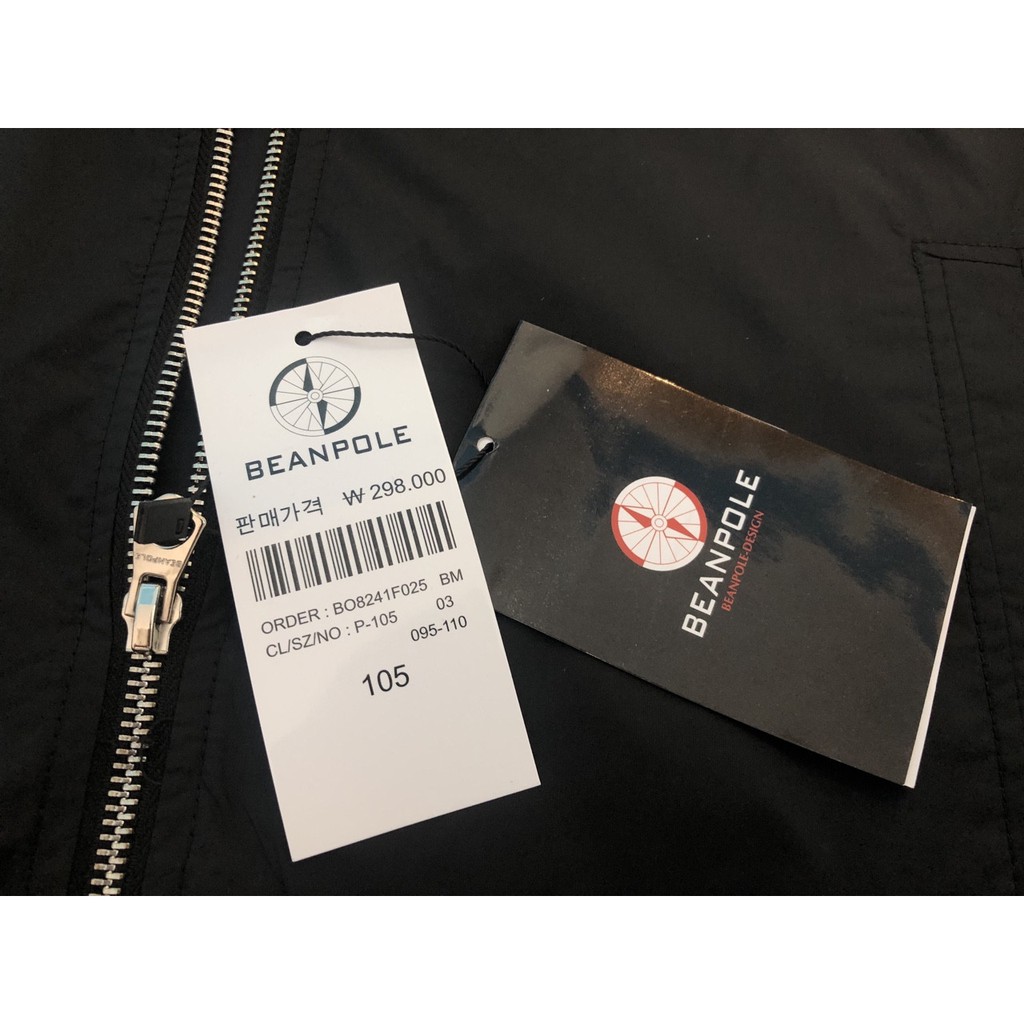 BEANPOLE
판매가격 ₩ 298.000
ORDER : BO8241F025 BM
CL/SZ/NO : P-105 03
095-110
105
BEANPOLE
BEANPOLE-DESIGN
BEANPOLE